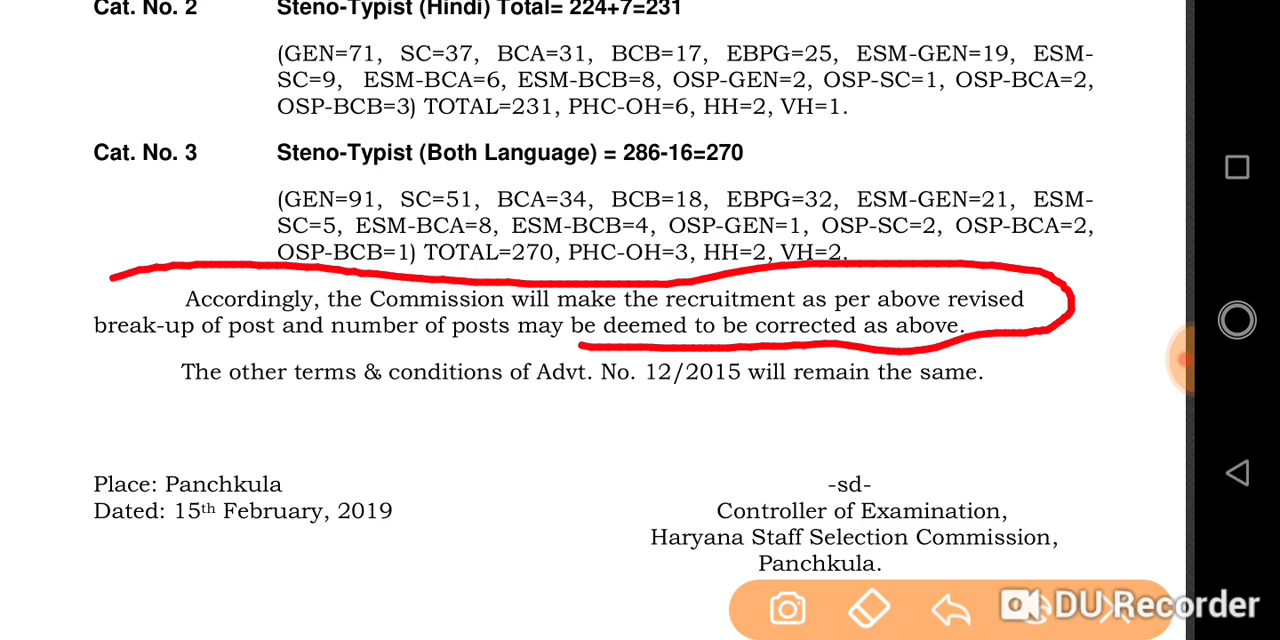 Cat. No. 2 Steno-Typist (Hindi) Total= 224+7=231
(GEN=71, SC=37, BCA=31, BCB=17, EBPG=25, ESM-GEN=19, ESM-
SC=9, ESM-BCA=6, ESM-BCB=8, OSP-GEN=2, OSP-SC=1, OSP-BCA=2,
OSP-BCB=3) TOTAL=231, PHC-OH=6, HH=2, VH=1.
Cat. No. 3 Steno-Typist (Both Language) = 286-16=270
(GEN=91, SC=51, BCA=34, BCB=18, EBPG=32, ESM-GEN=21, ESM-
SC=5, ESM-BCA=8, ESM-BCB=4, OSP-GEN=1, OSP-SC=2, OSP-BCA=2,
OSP-BCB=1) TOTAL=270, PHC-OH=3, HH=2, VH=2.
Accordingly, the Commission will make the recruitment as per above revised
break-up of post and number of posts may be deemed to be corrected as above.
The other terms & conditions of Advt. No. 12/2015 will remain the same.
Place: Panchkula -sd-
Dated: 15th February, 2019 Controller of Examination,
Haryana Staff Selection Commission,
Panchkula.
DU Recorder